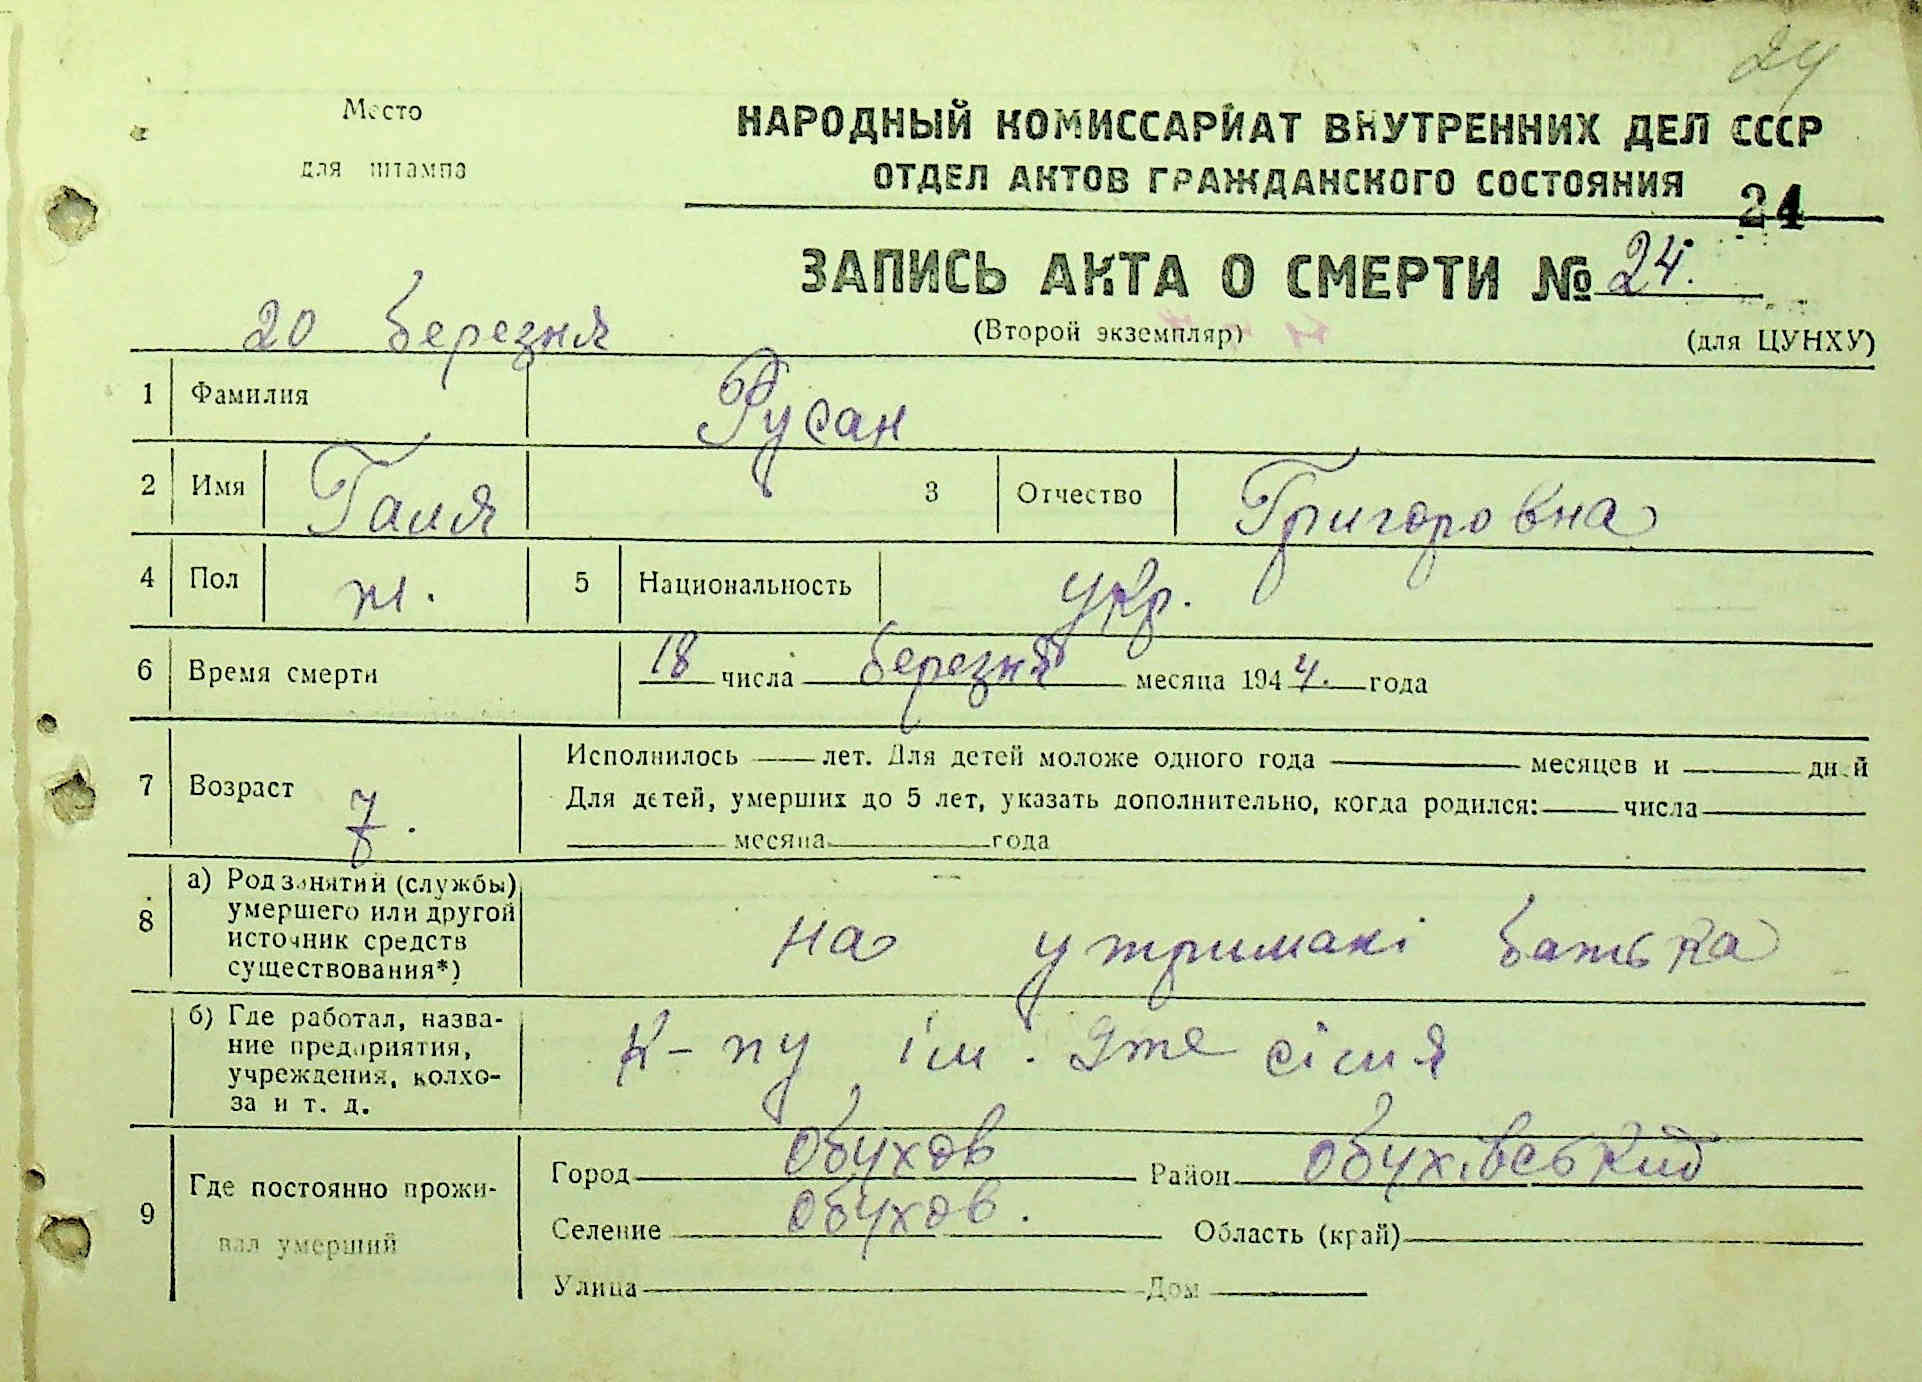 24
Место
для штампа
НАРОДНЫЙ КОМИССАРИАТ ВНУТРЕННИХ ДЕЛ СССР
ОТДЕЛ АКТОВ ГРАЖДАНСКОГО СОСТОЯНИЯ
24
ЗАПИСЬ АКТА О СМЕРТИ № 24.
20 березня
(Второй экземпляр)
(для ЦУНХУ)
1 Фамилия Русан
2 Имя Галя 3 Отчество Григоровна
4 Пол ж. 5 Национальность укр.
6 Время смерти 18 числа березня месяца 1944. года
7 Возраст 7. Исполнилось лет. Для детей моложе одного года месяцев и дней
Для детей, умерших до 5 лет, указать дополнительно, когда родился: числа
месяца года
8 а) Род занятий (службы) умершего или другой источник средств существования*) на утримані батька
б) Где работал, название предприятия, учреждения, колхоза и т. д. К-пу ім. сілля
9 Где постоянно проживал умерший Город Обухов Район Обухівський
Селение Обухов. Область (край)
Улица Дом